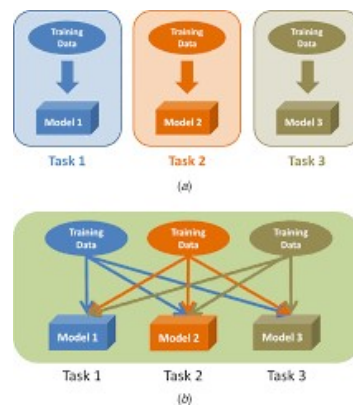 Training Data
Training Data
Training Data
Model 1
Model 2
Model 3
Task 1
Task 2
Task 3
(a)
Training Data
Training Data
Training Data
Model 1
Model 2
Model 3
Task 1
Task 2
Task 3
(b)